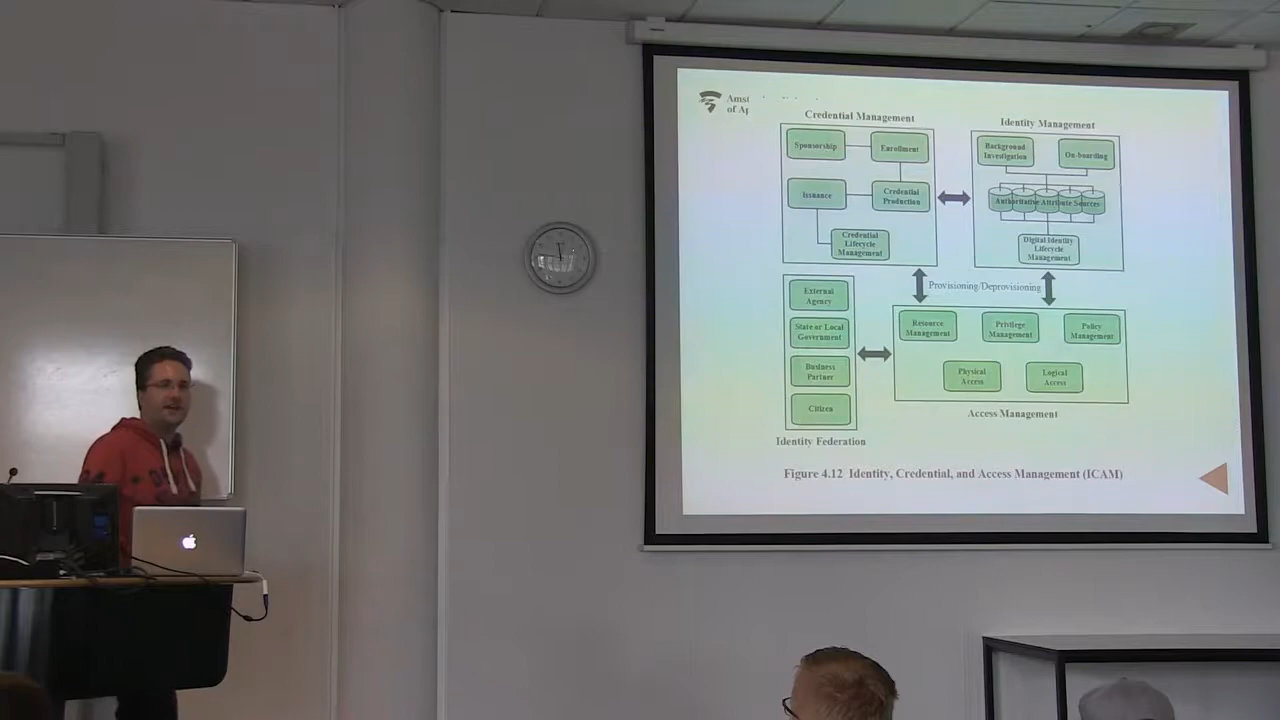 Amst
of Ap
Credential Management
Sponsorship
Enrollment
Issuance
Credential
Production
Credential
Lifecycle
Management
Identity Management
Background
Investigation
On-boarding
Authoritative Attribute Sources
Digital Identity
Lifecycle
Management
Provisioning/Deprovisioning
External
Agency
State or Local
Government
Business
Partner
Citizen
Identity Federation
Resource
Management
Privilege
Management
Policy
Management
Physical
Access
Logical
Access
Access Management
Figure 4.12 Identity, Credential, and Access Management (ICAM)